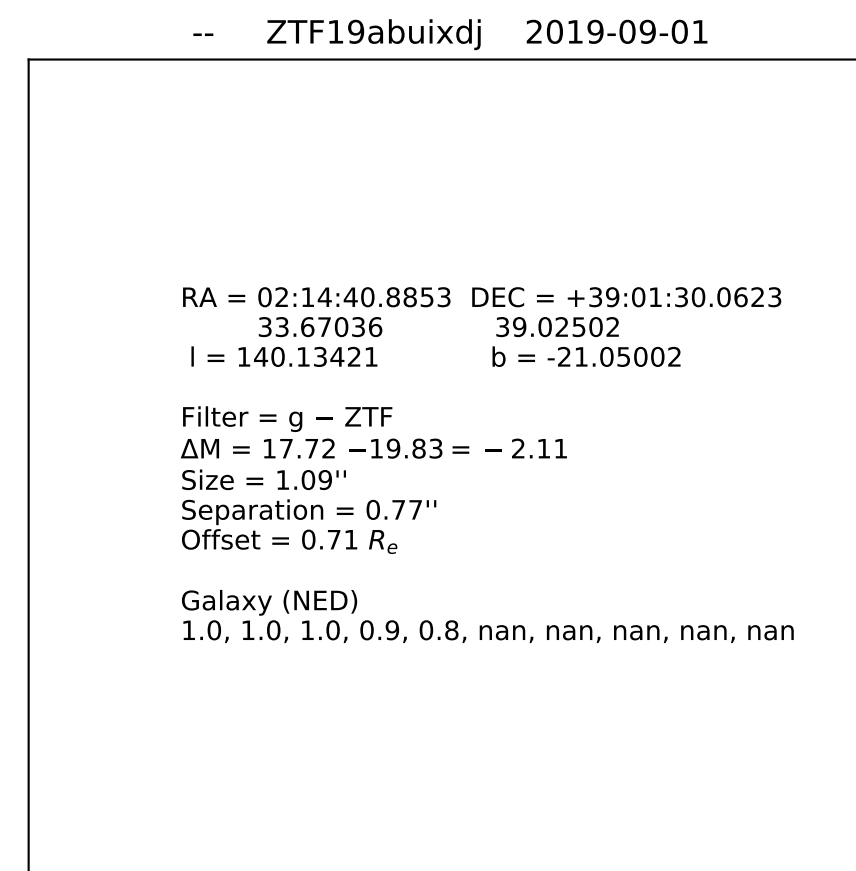 -- ZTF19abuixdj 2019-09-01
RA = 02:14:40.8853 DEC = +39:01:30.0623
33.67036 39.02502
l = 140.13421 b = -21.05002
Filter = g − ZTF
ΔM = 17.72 −19.83 = − 2.11
Size = 1.09''
Separation = 0.77''
Offset = 0.71 Re
Galaxy (NED)
1.0, 1.0, 1.0, 0.9, 0.8, nan, nan, nan, nan, nan